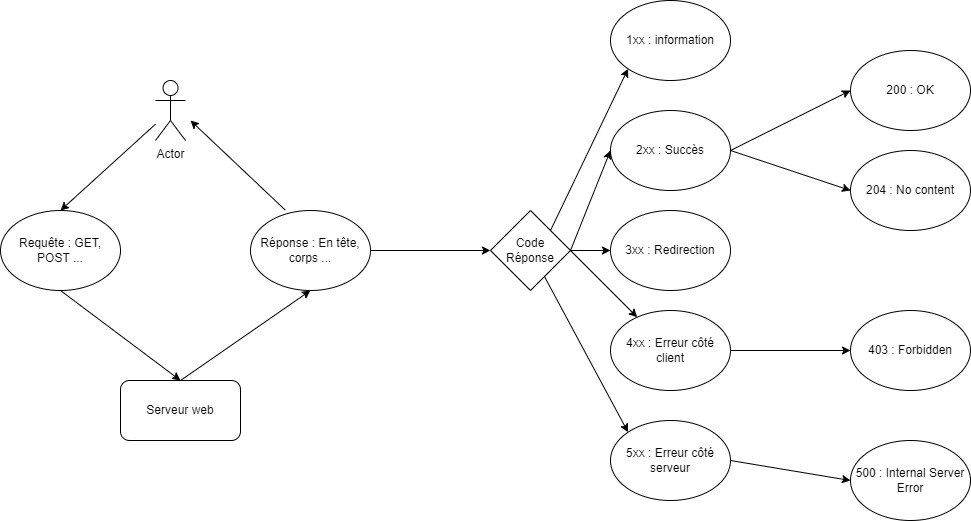 Actor
Requête : GET,
POST ...
Réponse : En tête,
corps ...
Serveur web
Code
Réponse
1xx : information
2xx : Succès
200 : OK
204 : No content
3xx : Redirection
4xx : Erreur côté
client
403 : Forbidden
5xx : Erreur côté
serveur
500 : Internal Server
Error